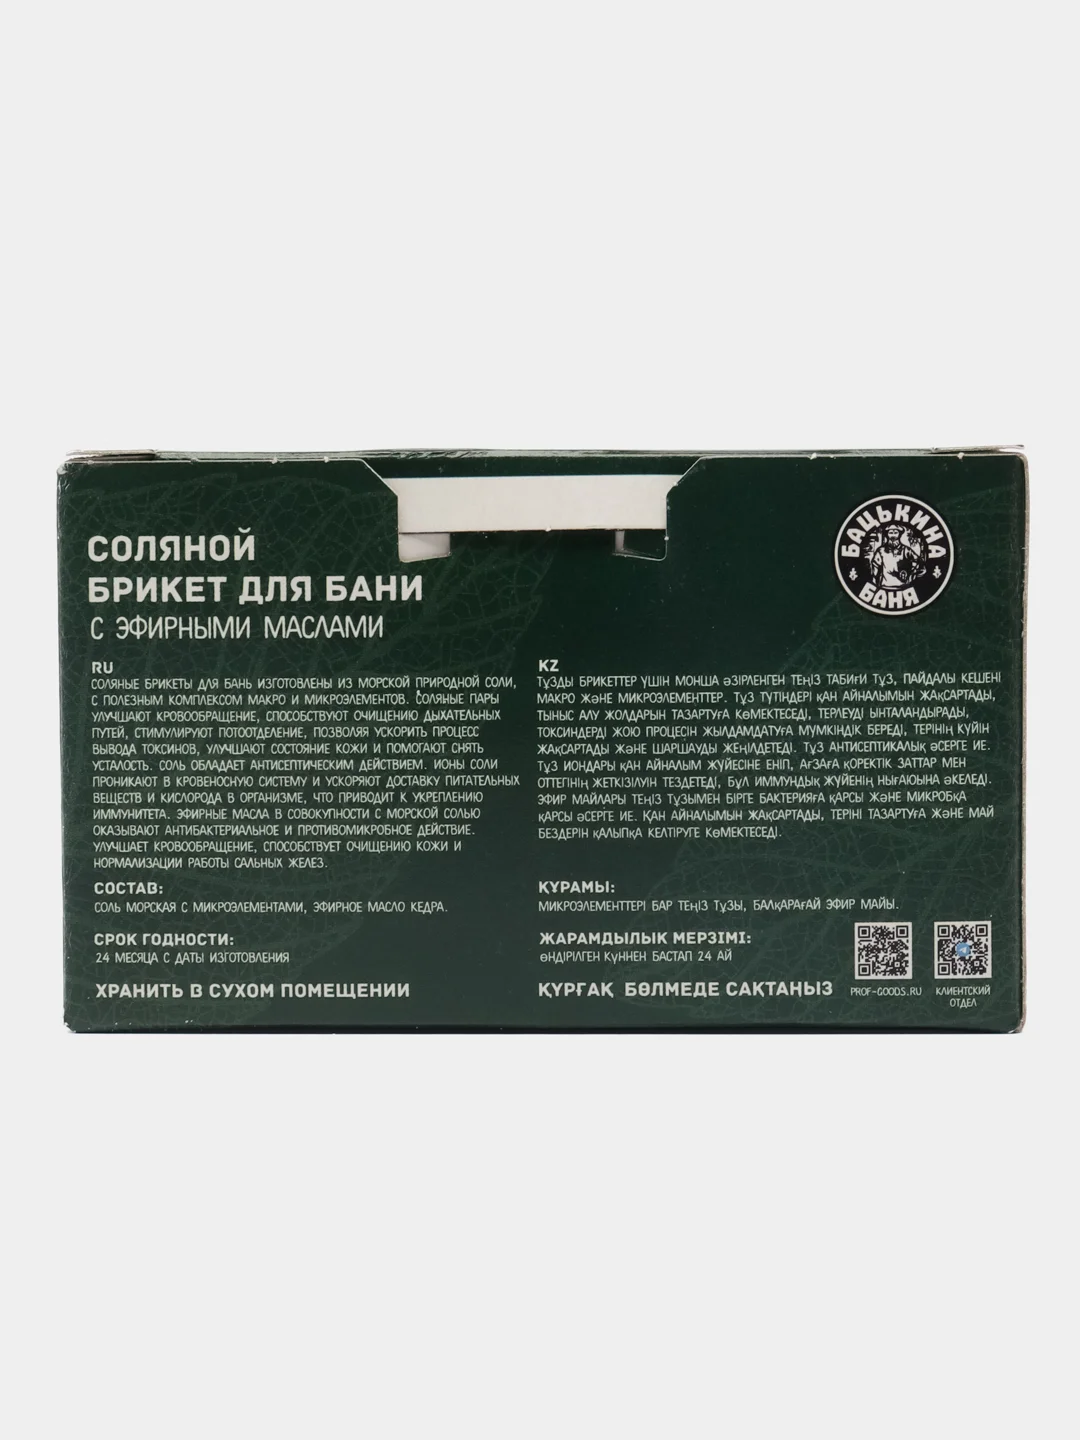 СОЛЯНОЙ
БРИКЕТ ДЛЯ БАНИ
С ЭФИРНЫМИ МАСЛАМИ
БАЦЬКИНА
БАНЯ
RU
СОЛЯНЫЕ БРИКЕТЫ ДЛЯ БАНЬ ИЗГОТОВЛЕНЫ ИЗ МОРСКОЙ ПРИРОДНОЙ СОЛИ,
С ПОЛЕЗНЫМ КОМПЛЕКСОМ МАКРО И МИКРОЭЛЕМЕНТОВ. СОЛЯНЫЕ ПАРЫ
УЛУЧШАЮТ КРОВООБРАЩЕНИЕ, СПОСОБСТВУЮТ ОЧИЩЕНИЮ ДЫХАТЕЛЬНЫХ
ПУТЕЙ, СТИМУЛИРУЮТ ПОТООТДЕЛЕНИЕ, ПОЗВОЛЯЯ УСКОРИТЬ ПРОЦЕСС
ВЫВОДА ТОКСИНОВ, УЛУЧШАЮТ СОСТОЯНИЕ КОЖИ И ПОМОГАЮТ СНЯТЬ
УСТАЛОСТЬ. СОЛЬ ОБЛАДАЕТ АНТИСЕПТИЧЕСКИМ ДЕЙСТВИЕМ. ИОНЫ СОЛИ
ПРОНИКАЮТ В КРОВЕНОСНУЮ СИСТЕМУ И УСКОРЯЮТ ДОСТАВКУ ПИТАТЕЛЬНЫХ
ВЕЩЕСТВ И КИСЛОРОДА В ОРГАНИЗМЕ, ЧТО ПРИВОДИТ К УКРЕПЛЕНИЮ
ИММУНИТЕТА. ЭФИРНЫЕ МАСЛА В СОВОКУПНОСТИ С МОРСКОЙ СОЛЬЮ
ОКАЗЫВАЮТ АНТИБАКТЕРИАЛЬНОЕ И ПРОТИВОМИКРОБНОЕ ДЕЙСТВИЕ.
УЛУЧШАЕТ КРОВООБРАЩЕНИЕ, СПОСОБСТВУЕТ ОЧИЩЕНИЮ КОЖИ И
НОРМАЛИЗАЦИИ РАБОТЫ САЛЬНЫХ ЖЕЛЕЗ.
СОСТАВ:
СОЛЬ МОРСКАЯ С МИКРОЭЛЕМЕНТАМИ, ЭФИРНОЕ МАСЛО КЕДРА.
СРОК ГОДНОСТИ:
24 МЕСЯЦА С ДАТЫ ИЗГОТОВЛЕНИЯ
ХРАНИТЬ В СУХОМ ПОМЕЩЕНИИ
KZ
ТҰЗДЫ БРИКЕТТЕР ҮШІН МОНША ӘЗІРЛЕНГЕН ТЕҢІЗ ТАБИҒИ ТҰЗ, ПАЙДАЛЫ КЕШЕНІ
МАКРО ЖӘНЕ МИКРОЭЛЕМЕНТТЕР. ТҰЗ ТҮТІНДЕРІ ҚАН АЙНАЛЫМЫН ЖАҚСАРТАДЫ,
ТЫНЫС АЛУ ЖОЛДАРЫН ТАЗАРТУҒА КӨМЕКТЕСЕДІ, ТЕРЛЕУДІ ЫНТАЛАНДЫРАДЫ,
ТОКСИНДЕРДІ ЖОЮ ПРОЦЕСІН ЖЫЛДАМДАТУҒА МҮМКІНДІК БЕРЕДІ, ТЕРІНІҢ КҮЙІН
ЖАҚСАРТАДЫ ЖӘНЕ ШАРШАУДЫ ЖЕҢІЛДЕТЕДІ. ТҰЗ АНТИСЕПТИКАЛЫҚ ӘСЕРГЕ ИЕ.
ТҰЗ ИОНДАРЫ ҚАН АЙНАЛЫМ ЖҮЙЕСІНЕ ЕНІП, АҒЗАҒА ҚОРЕКТІК ЗАТТАР МЕН
ОТТЕГІНІҢ ЖЕТКІЗІЛУІН ТЕЗДЕТЕДІ, БҰЛ ИММУНДЫҚ ЖҮЙЕНІҢ НЫҒАЮЫНА ӘКЕЛЕДІ.
ЭФИР МАЙЛАРЫ ТЕҢІЗ ТҰЗЫМЕН БІРГЕ БАКТЕРИЯҒА ҚАРСЫ ЖӘНЕ МИКРОБҚА
ҚАРСЫ ӘСЕРГЕ ИЕ. ҚАН АЙНАЛЫМЫН ЖАҚСАРТАДЫ, ТЕРІНІ ТАЗАРТУҒА ЖӘНЕ МАЙ
БЕЗДЕРІН ҚАЛЫПҚА КЕЛТІРУГЕ КӨМЕКТЕСЕДІ.
ҚҰРАМЫ:
МИКРОЭЛЕМЕНТТЕРІ БАР ТЕҢІЗ ТҰЗЫ, БАЛҚАРАҒАЙ ЭФИР МАЙЫ.
ЖАРАМДЫЛЫК МЕРЗІМІ:
ӨНДІРІЛГЕН КҮННЕН БАСТАП 24 АЙ
ҚҰРҒАҚ БӨЛМЕДЕ САҚТАҢЫЗ
PROF-GOODS.RU
КЛИЕНТСКИЙ
ОТДЕЛ